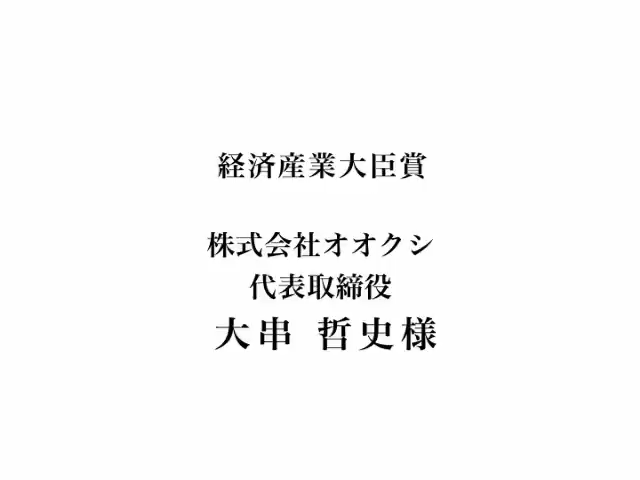 経済産業大臣賞
株式会社オオクシ
代表取締役
大串 哲史様